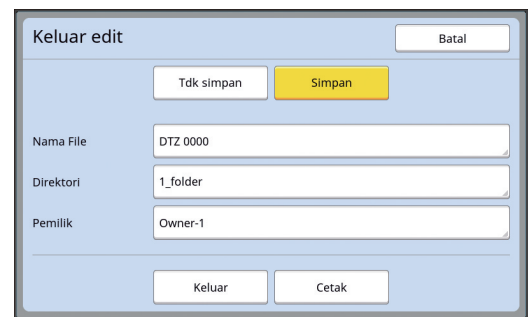 Keluar edit
Batal
Tdk simpan
Simpan
Nama File
DTZ 0000
Direktori
1_folder
Pemilik
Owner-1
Keluar
Cetak